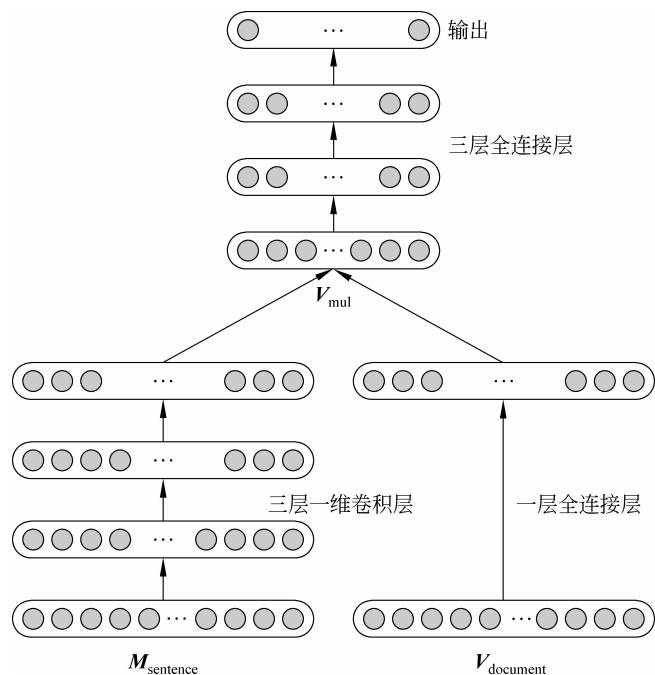 输出
三层全连接层
V_mul
三层一维卷积层
一层全连接层
M_sentence
V_document